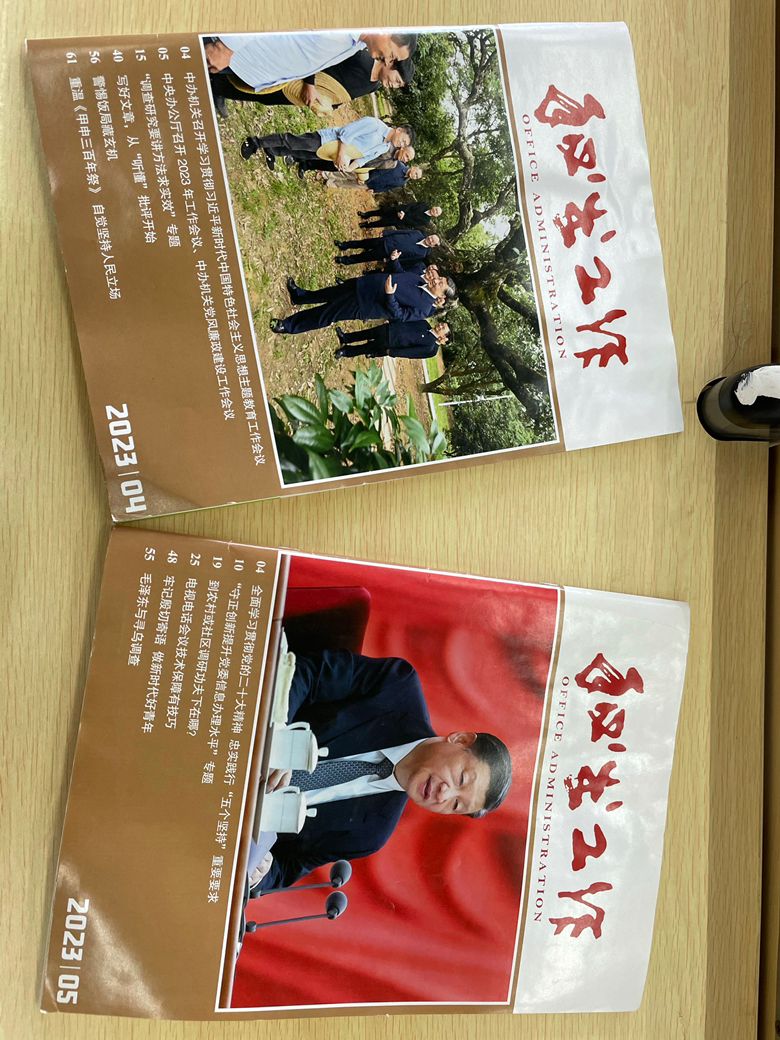 秘书工作
OFFICE ADMINISTRATION
04 中办机关召开学习贯彻习近平新时代中国特色社会主义思想主题教育工作会议
05 中央办公厅召开2023年工作会议、中办机关党风廉政建设工作会议
15 “调查研究要讲方法求实效”专题
40 写好文章，从“听懂”批评开始
56 警惕饭局藏玄机
61 重温《甲申三百年祭》 自觉坚持人民立场
2023|04
秘书工作
OFFICE ADMINISTRATION
04 全面学习贯彻党的二十大精神 忠实践行“五个坚持”重要要求
10 “守正创新提升党委信息办理水平”专题
19 到农村或社区调研功夫下在哪？
25 电视电话会议技术保障有技巧
48 牢记殷切寄语 做新时代好青年
55 毛泽东与寻乌调查
2023|05